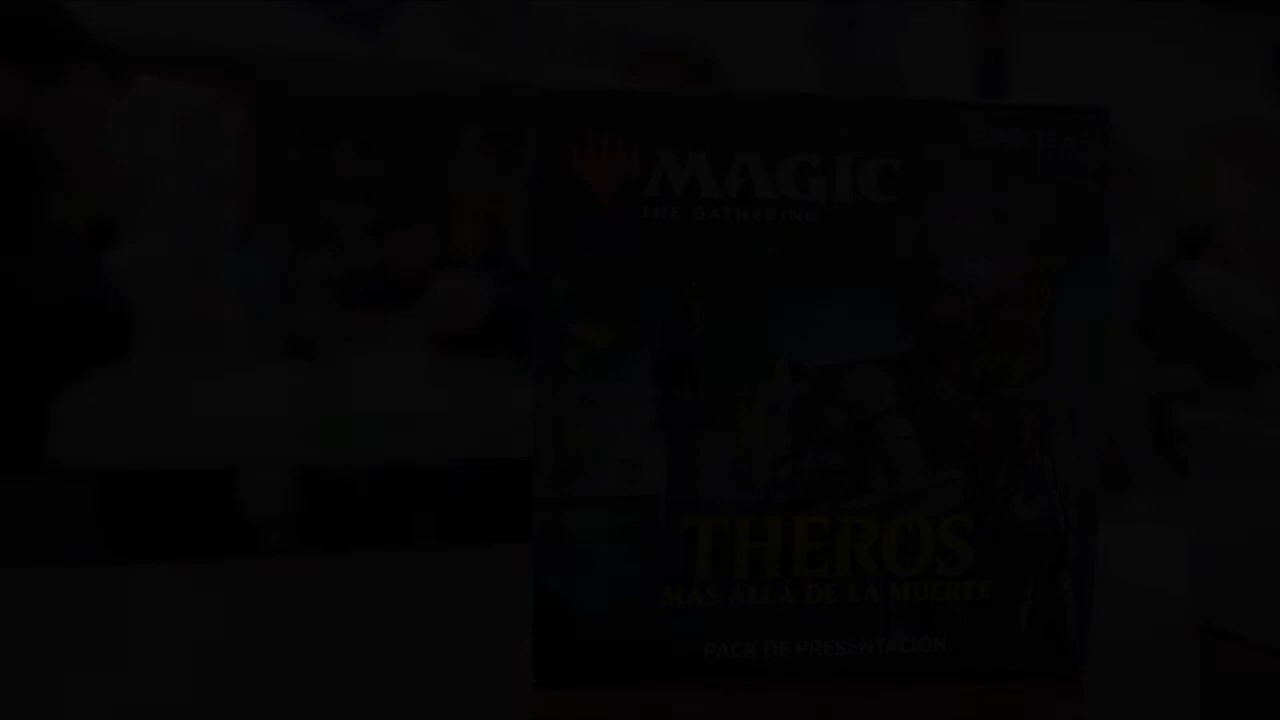 MAGIC
THE GATHERING
THEROS
MÁS ALLÁ DE LA MUERTE
PACK DE PRESENTACIÓN